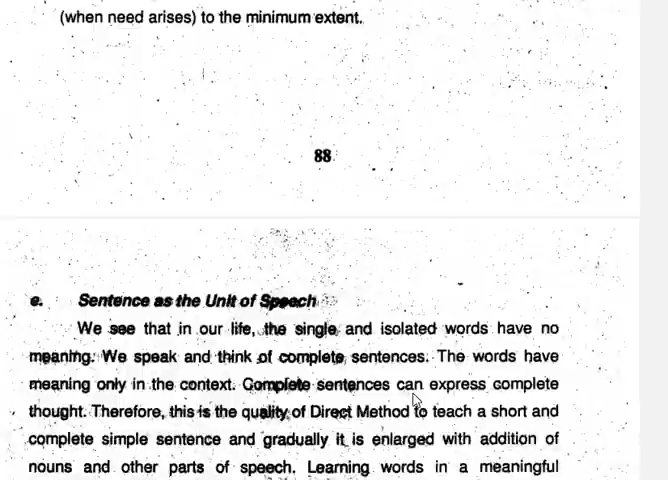 (when need arises) to the minimum extent.
88
e. Sentence as the Unit of Speech
We see that in our life, the single and isolated words have no
meaning. We speak and think of complete sentences. The words have
meaning only in the context. Complete sentences can express complete
thought. Therefore, this is the quality of Direct Method to teach a short and
complete simple sentence and gradually it is enlarged with addition of
nouns and other parts of speech. Learning words in a meaningful